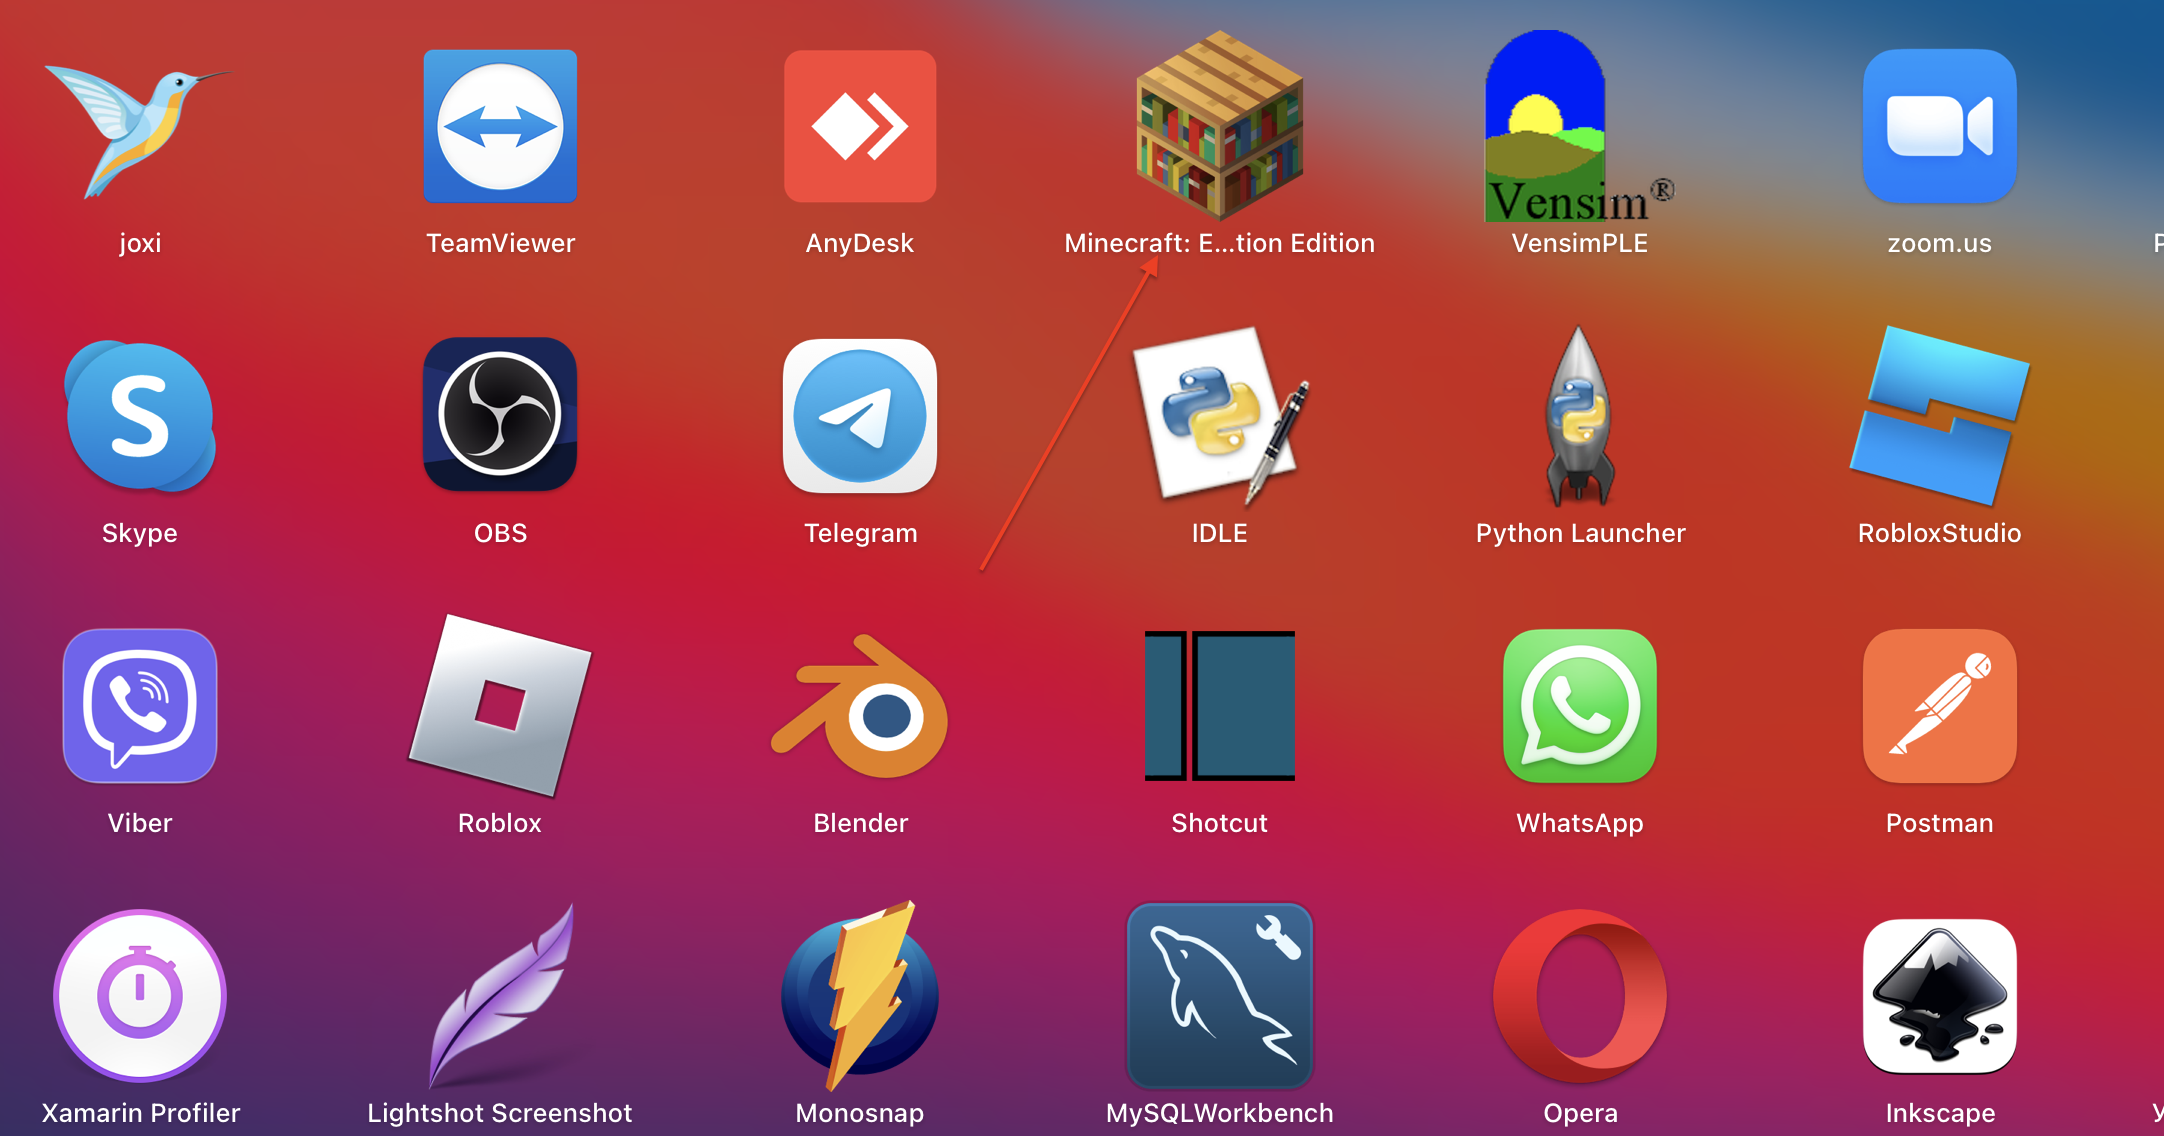 Vensim®
joxi
TeamViewer
AnyDesk
Minecraft: E...tion Edition
VensimPLE
zoom.us
P
S
Skype
OBS
Telegram
IDLE
Python Launcher
RobloxStudio
Viber
Roblox
Blender
Shotcut
WhatsApp
Postman
Xamarin Profiler
Lightshot Screenshot
Monosnap
MySQLWorkbench
Opera
Inkscape